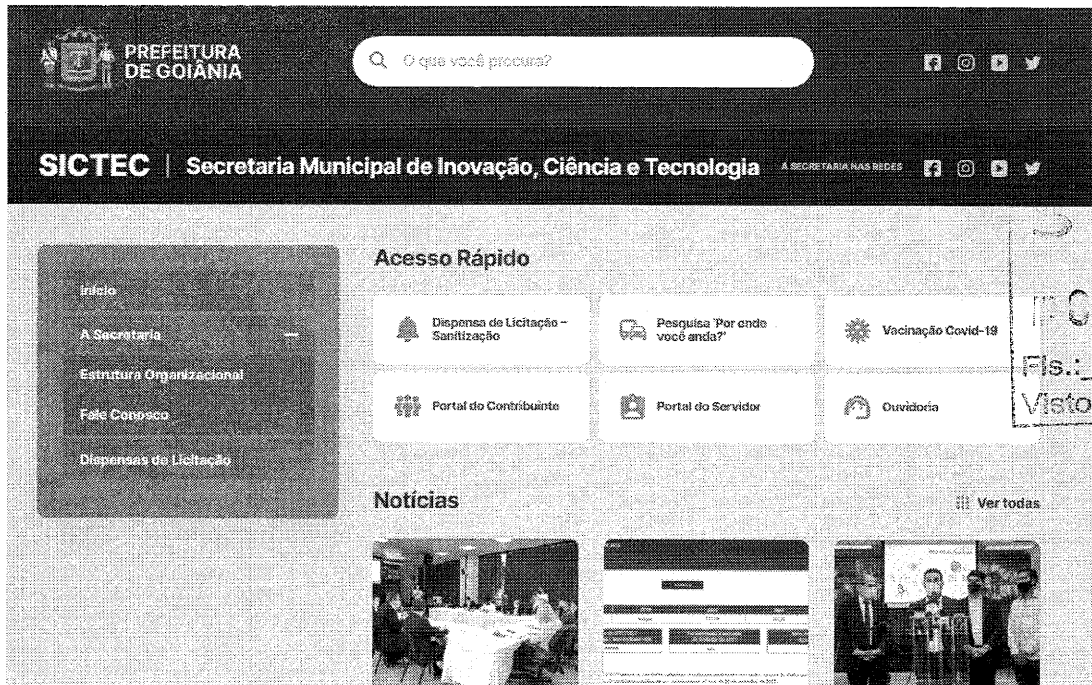 PREFEITURA
DE GOIÂNIA
O que você procura?
SICTEC | Secretaria Municipal de Inovação, Ciência e Tecnologia
A SECRETARIA NAS REDES
Início
A Secretaria
Estrutura Organizacional
Fale Conosco
Dispensas de Licitação
Acesso Rápido
Dispensa de Licitação –
Sanitização
Pesquisa 'Por onde
você anda?'
Vacinação Covid-19
Portal do Contribuinte
Portal do Servidor
Ouvidoria
Fls.:_
Visto
Notícias
Ver todas